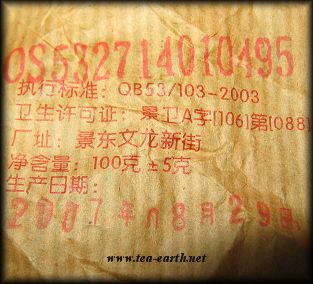 QS532714010495
执行标准：QB53/103-2003
卫生许可证：景卫A字[106]第[088]
厂址：景东文龙新街
净含量：100克±5克
生产日期：
2007年08月29日
www.tea-earth.net